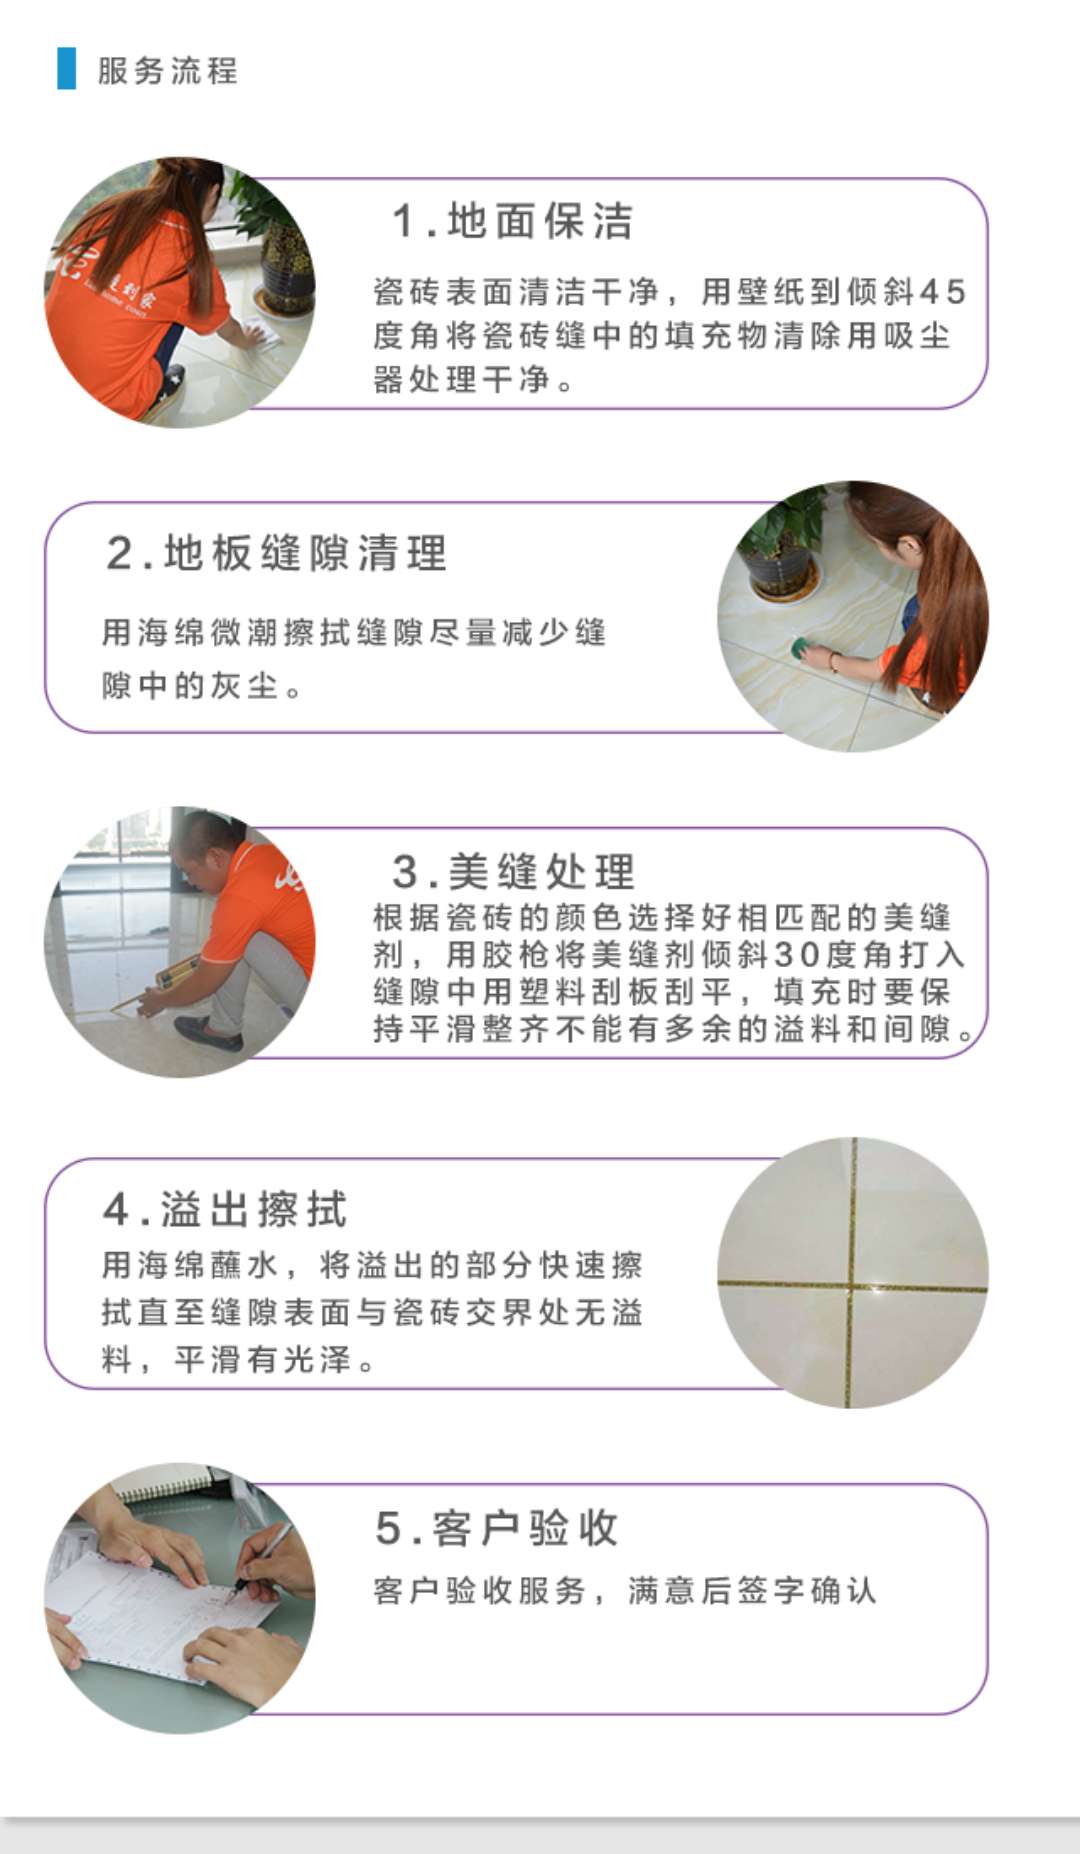 服务流程
1.地面保洁
瓷砖表面清洁干净，用壁纸到倾斜45
度角将瓷砖缝中的填充物清除用吸尘
器处理干净。
2.地板缝隙清理
用海绵微潮擦拭缝隙尽量减少缝
隙中的灰尘。
3.美缝处理
根据瓷砖的颜色选择好相匹配的美缝
剂，用胶枪将美缝剂倾斜30度角打入
缝隙中用塑料刮板刮平，填充时要保
持平滑整齐不能有多余的溢料和间隙。
4.溢出擦拭
用海绵蘸水，将溢出的部分快速擦
拭直至缝隙表面与瓷砖交界处无溢
料，平滑有光泽。
5.客户验收
客户验收服务，满意后签字确认